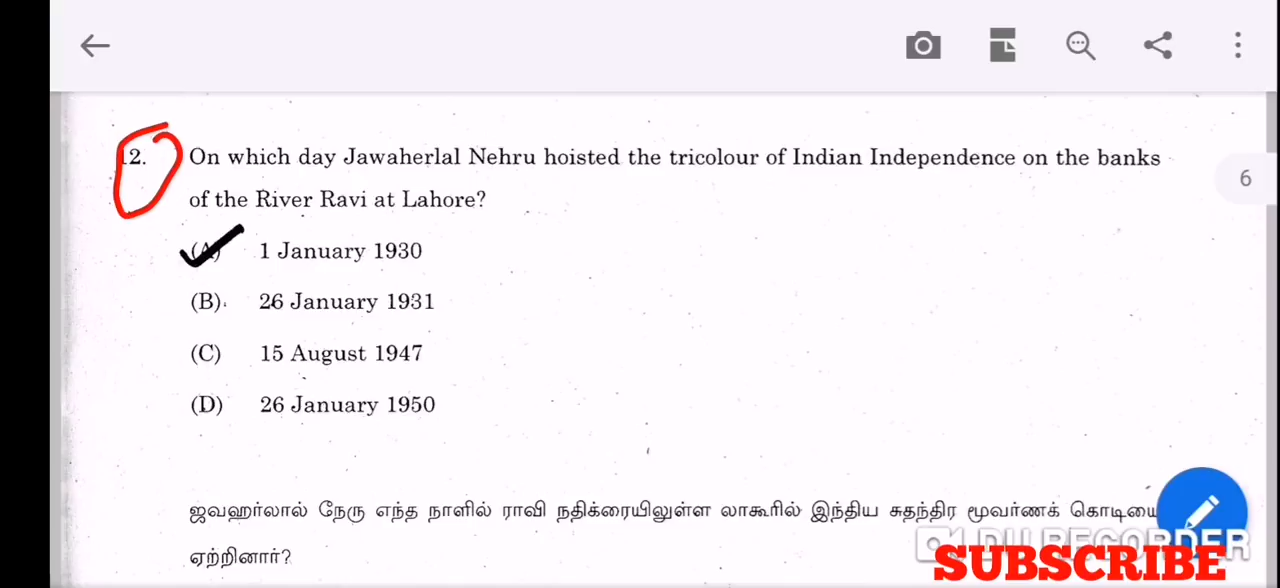 12. On which day Jawaherlal Nehru hoisted the tricolour of Indian Independence on the banks
6
of the River Ravi at Lahore?
(A) 1 January 1930
(B) 26 January 1931
(C) 15 August 1947
(D) 26 January 1950
ஜவஹர்லால் நேரு எந்த நாளில் ராவி நதிக்ரையிலுள்ள லாகூரில் இந்திய சுதந்திர மூவர்ணக் கொடியை
ஏற்றினார்?
DU RECORDER
SUBSCRIBE